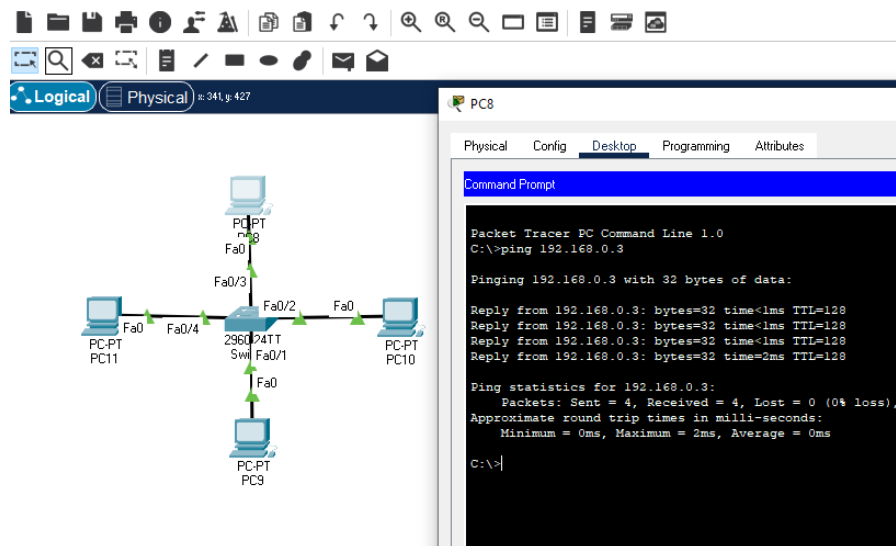 Logical
Physical
x: 341, y: 427
PC8
Physical
Config
Desktop
Programming
Attributes
Command Prompt
Packet Tracer PC Command Line 1.0
C:\>ping 192.168.0.3
Pinging 192.168.0.3 with 32 bytes of data:
Reply from 192.168.0.3: bytes=32 time<1ms TTL=128
Reply from 192.168.0.3: bytes=32 time<1ms TTL=128
Reply from 192.168.0.3: bytes=32 time<1ms TTL=128
Reply from 192.168.0.3: bytes=32 time=2ms TTL=128
Ping statistics for 192.168.0.3:
Packets: Sent = 4, Received = 4, Lost = 0 (0% loss),
Approximate round trip times in milli-seconds:
Minimum = 0ms, Maximum = 2ms, Average = 0ms
C:\>
PC-PT
Fa0
Fa0/3
Fa0/2
Fa0
Fa0
Fa0/4
PC-PT
PC11
2960-24TT
Fa0/1
PC-PT
PC10
Fa0
PC-PT
PC9